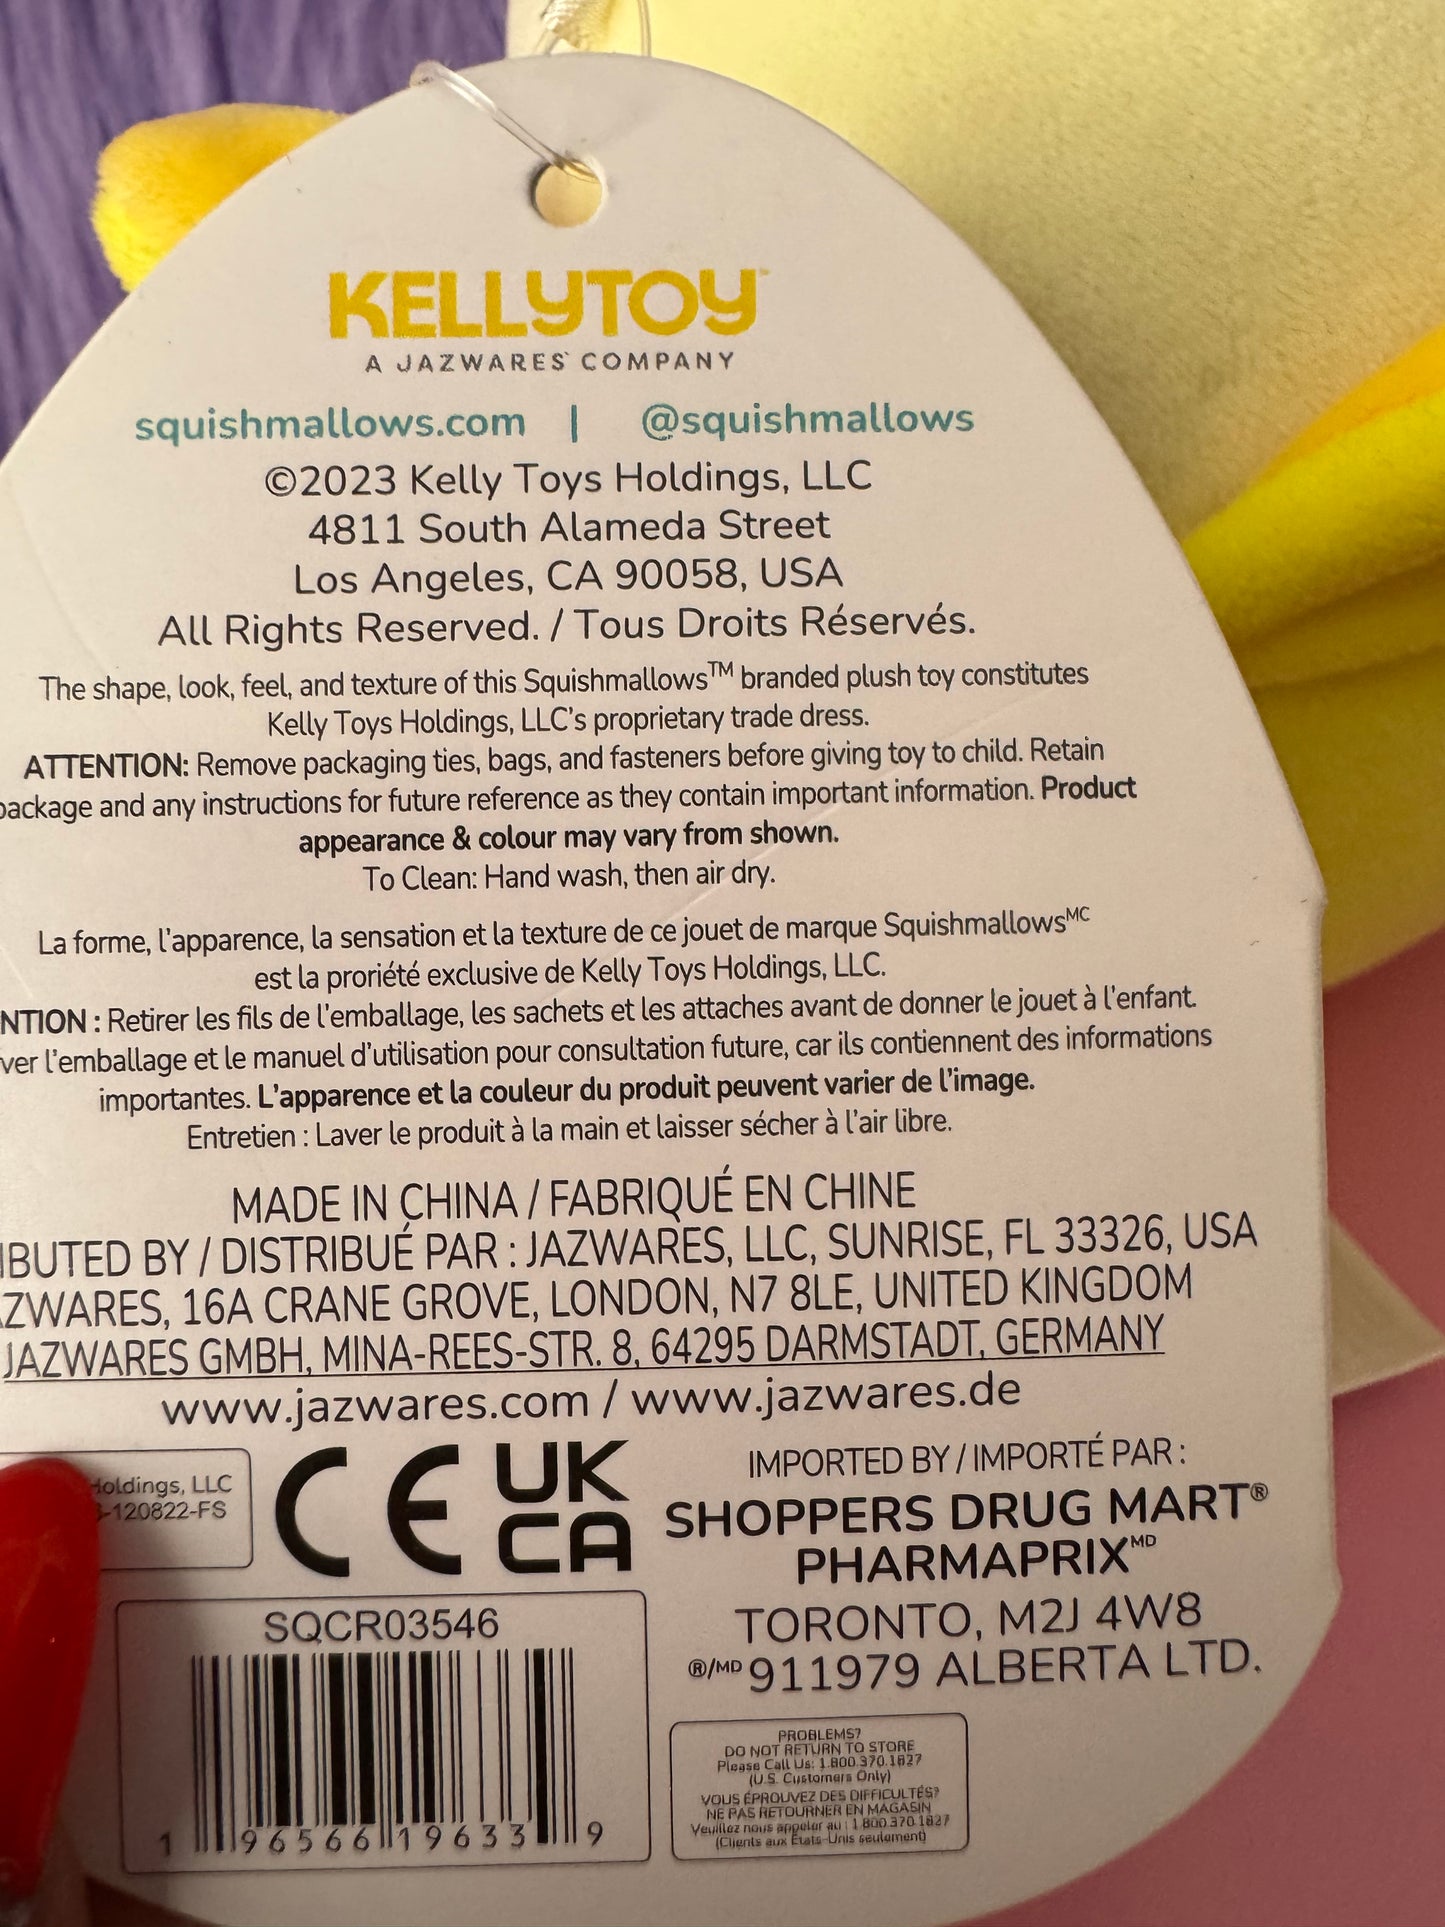 KELLYTOY
A JAZWARES COMPANY
squishmallows.com | @squishmallows
©2023 Kelly Toys Holdings, LLC
4811 South Alameda Street
Los Angeles, CA 90058, USA
All Rights Reserved. / Tous Droits Réservés.
The shape, look, feel, and texture of this Squishmallows™ branded plush toy constitutes
Kelly Toys Holdings, LLC's proprietary trade dress.
ATTENTION: Remove packaging ties, bags, and fasteners before giving toy to child. Retain
package and any instructions for future reference as they contain important information. Product
appearance & colour may vary from shown.
To Clean: Hand wash, then air dry.
La forme, l'apparence, la sensation et la texture de ce jouet de marque Squishmallowsᴹᶜ
est la proriété exclusive de Kelly Toys Holdings, LLC.
NTION : Retirer les fils de l'emballage, les sachets et les attaches avant de donner le jouet à l'enfant.
ver l'emballage et le manuel d'utilisation pour consultation future, car ils contiennent des informations
importantes. L'apparence et la couleur du produit peuvent varier de l'image.
Entretien : Laver le produit à la main et laisser sécher à l'air libre.
MADE IN CHINA / FABRIQUÉ EN CHINE
IBUTED BY / DISTRIBUÉ PAR : JAZWARES, LLC, SUNRISE, FL 33326, USA
ZWARES, 16A CRANE GROVE, LONDON, N7 8LE, UNITED KINGDOM
JAZWARES GMBH, MINA-REES-STR. 8, 64295 DARMSTADT, GERMANY
www.jazwares.com / www.jazwares.de
Holdings, LLC
-120822-FS
CE
UK
CA
IMPORTED BY / IMPORTÉ PAR :
SHOPPERS DRUG MART®
PHARMAPRIXᴹᴰ
TORONTO, M2J 4W8
®/ᴹᴰ 911979 ALBERTA LTD.
SQCR03546
1 96566 19633 9
PROBLEMS?
DO NOT RETURN TO STORE
Please Call Us: 1.800.370.1827
(U.S. Customers Only)
VOUS ÉPROUVEZ DES DIFFICULTÉS?
NE PAS RETOURNER EN MAGASIN
Veuillez nous appeler au : 1.800.370.1827
(Clients aux États-Unis seulement)